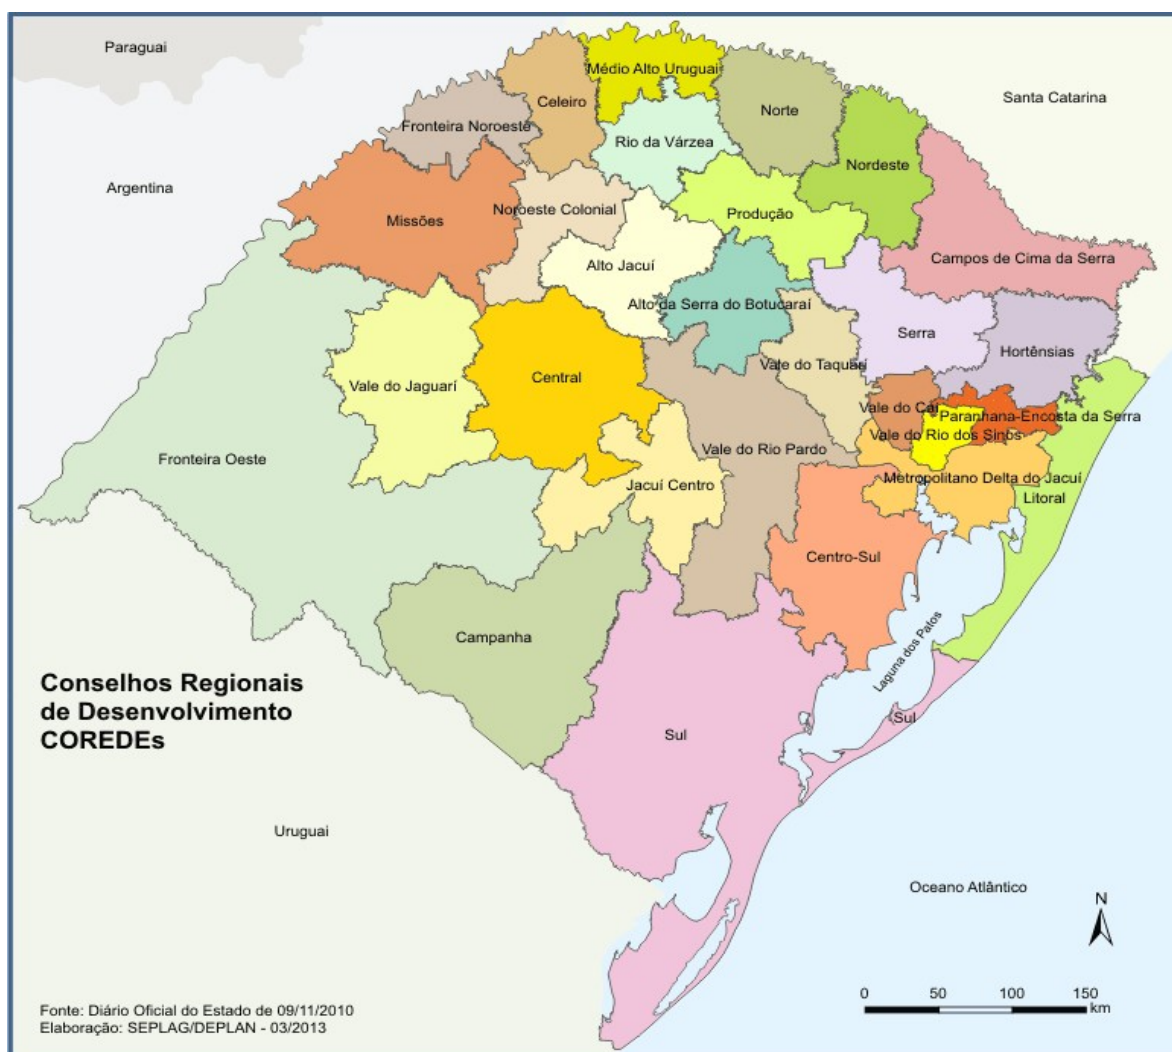 Paraguai
Médio Alto Uruguai
Santa Catarina
Celeiro
Norte
Fronteira Noroeste
Rio da Várzea
Nordeste
Argentina
Missões
Noroeste Colonial
Produção
Campos de Cima da Serra
Alto Jacuí
Alto da Serra do Botucaraí
Serra
Hortênsias
Vale do Taquari
Central
Vale do Jaguarí
Vale do Caí
Paranhana-Encosta da Serra
Vale do Rio dos Sinos
Vale do Rio Pardo
Fronteira Oeste
Metropolitano Delta do Jacuí
Jacuí Centro
Litoral
Centro-Sul
Campanha
Laguna dos Patos
Conselhos Regionais
de Desenvolvimento
COREDEs
Sul
Sul
Uruguai
Oceano Atlântico
N
0 50 100 150
km
Fonte: Diário Oficial do Estado de 09/11/2010
Elaboração: SEPLAG/DEPLAN - 03/2013